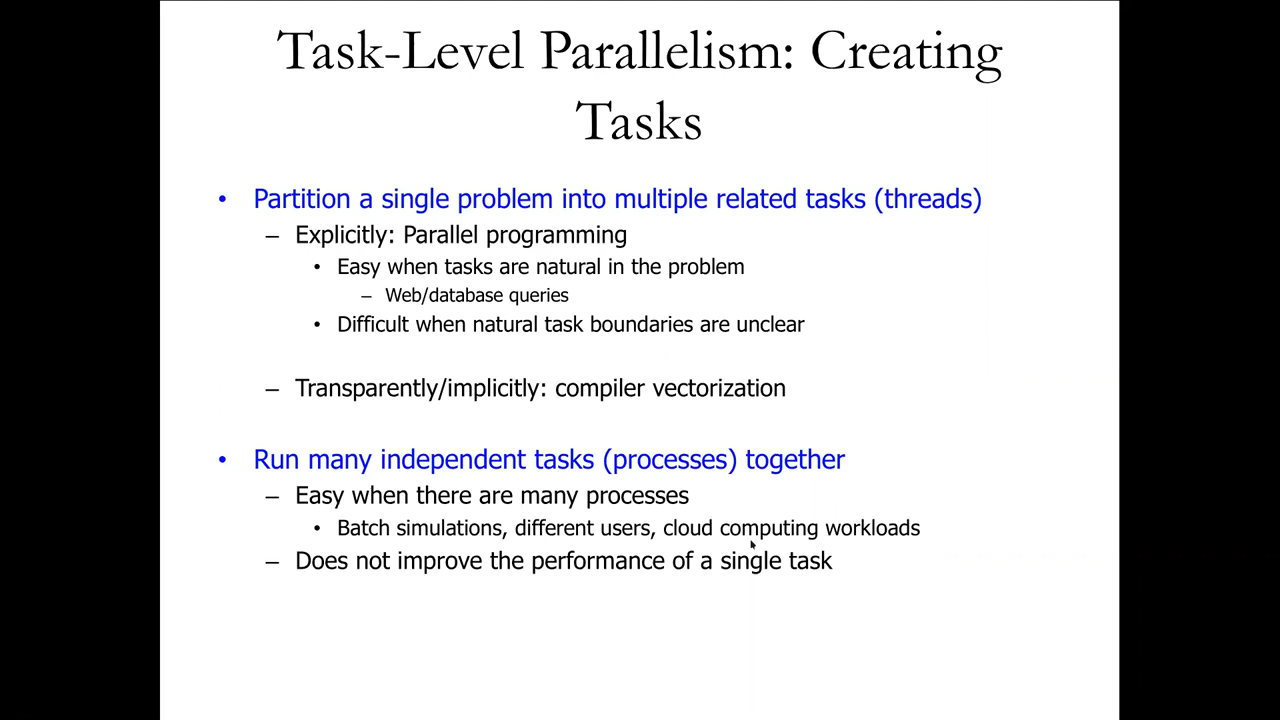 Task-Level Parallelism: Creating
Tasks
• Partition a single problem into multiple related tasks (threads)
– Explicitly: Parallel programming
• Easy when tasks are natural in the problem
– Web/database queries
• Difficult when natural task boundaries are unclear
– Transparently/implicitly: compiler vectorization
• Run many independent tasks (processes) together
– Easy when there are many processes
• Batch simulations, different users, cloud computing workloads
– Does not improve the performance of a single task